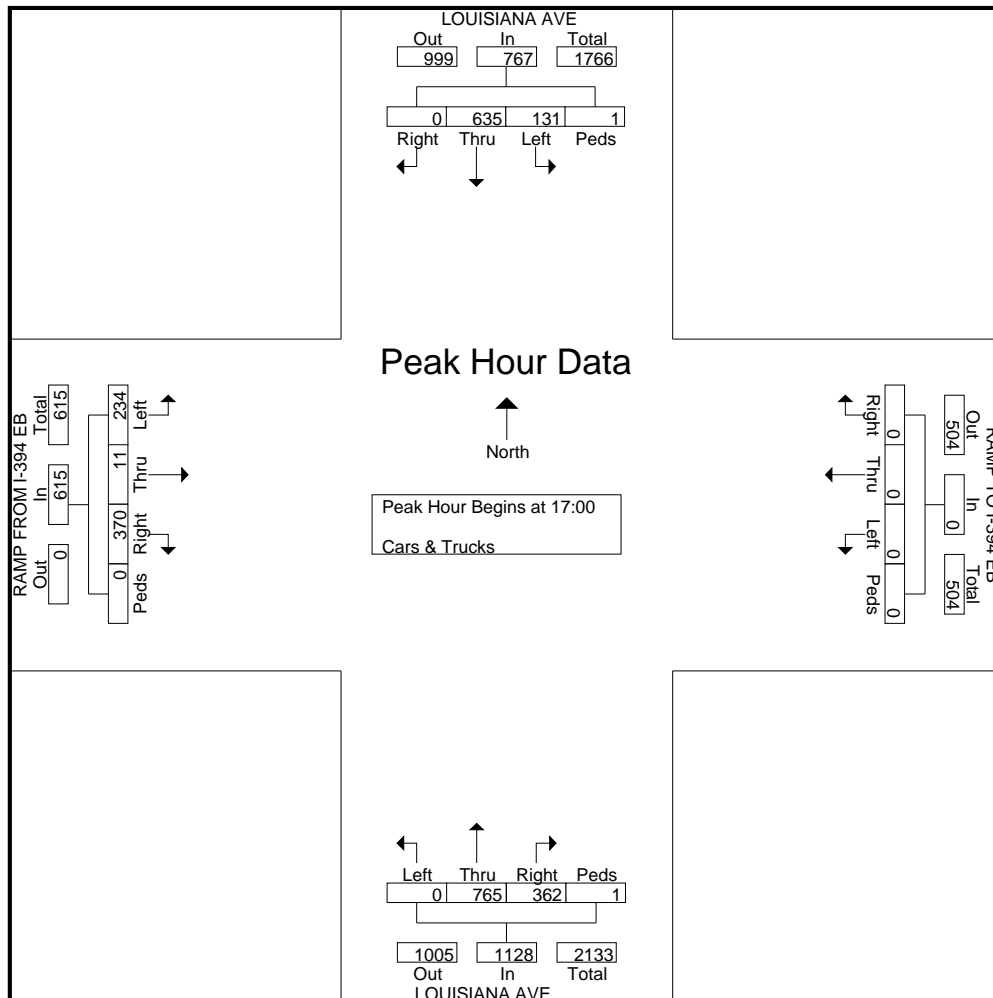 LOUISIANA AVE
Out In Total
999 767 1766
0 635 131 1
Right Thru Left Peds
Peak Hour Data
North
Peak Hour Begins at 17:00
Cars & Trucks
RAMP FROM I-394 EB
Out In Total
0 615 615
234 11 370 0
Left Thru Right Peds
RAMP TO I-394 EB
Out In Total
504 0 504
Right Thru Left Peds
0 0 0 0
Left Thru Right Peds
0 765 362 1
1005 1128 2133
Out In Total
LOUISIANA AVE